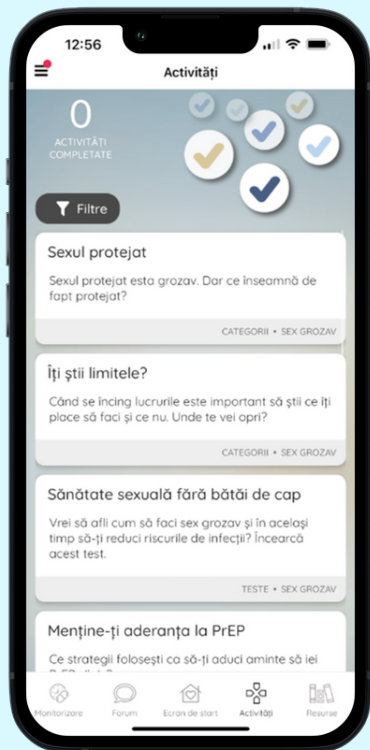 12:56
Activități
0
ACTIVITĂȚI
COMPLETATE
Filtre
Sexul protejat
Sexul protejat esta grozav. Dar ce înseamnă de
fapt protejat?
CATEGORII • SEX GROZAV
Îți știi limitele?
Când se încing lucrurile este important să știi ce îți
place să faci și ce nu. Unde te vei opri?
CATEGORII • SEX GROZAV
Sănătate sexuală fără bătăi de cap
Vrei să afli cum să faci sex grozav și în același
timp să-ți reduci riscurile de infecții? Încearcă
acest test.
TESTE • SEX GROZAV
Menține-ți aderanța la PrEP
Ce strategii folosești ca să-ți aduci aminte să iei
Monitorizare Forum Ecran de start Activități Resurse